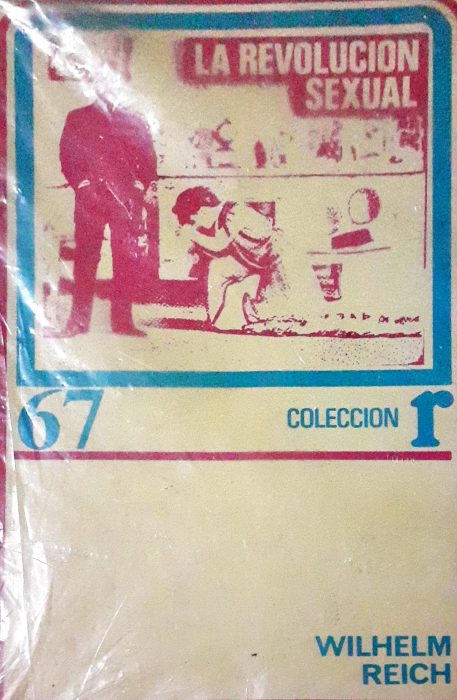 LA REVOLUCION
SEXUAL
67
COLECCION r
WILHELM
REICH